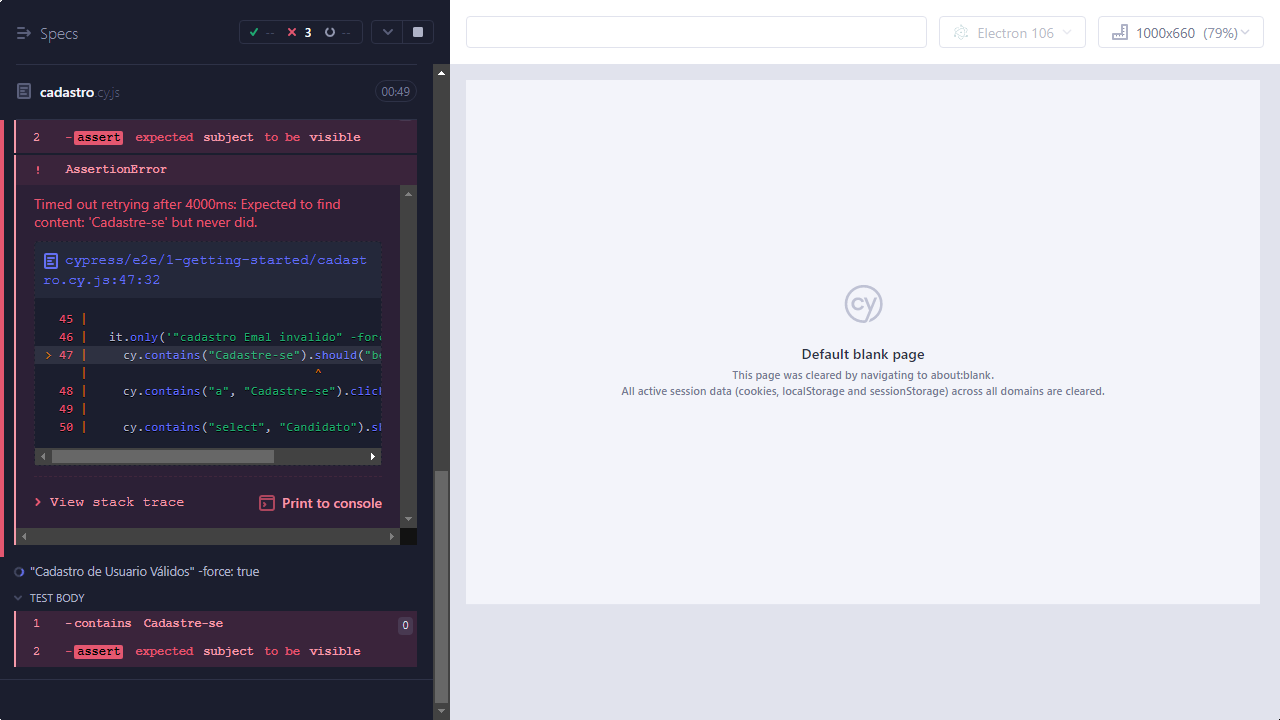 Specs
-- 3 --
cadastro.cy.js
00:49
2 -assert expected subject to be visible
! AssertionError
Timed out retrying after 4000ms: Expected to find
content: 'Cadastre-se' but never did.
cypress/e2e/1-getting-started/cadast
ro.cy.js:47:32
45 |
46 | it.only('"cadastro Emal invalido" -forc
> 47 | cy.contains("Cadastre-se").should("be
| ^
48 | cy.contains("a", "Cadastre-se").click
49 |
50 | cy.contains("select", "Candidato").sh
View stack trace
Print to console
"Cadastro de Usuario Válidos" -force: true
TEST BODY
1 -contains Cadastre-se 0
2 -assert expected subject to be visible
Electron 106
1000x660 (79%)
cy
Default blank page
This page was cleared by navigating to about:blank.
All active session data (cookies, localStorage and sessionStorage) across all domains are cleared.